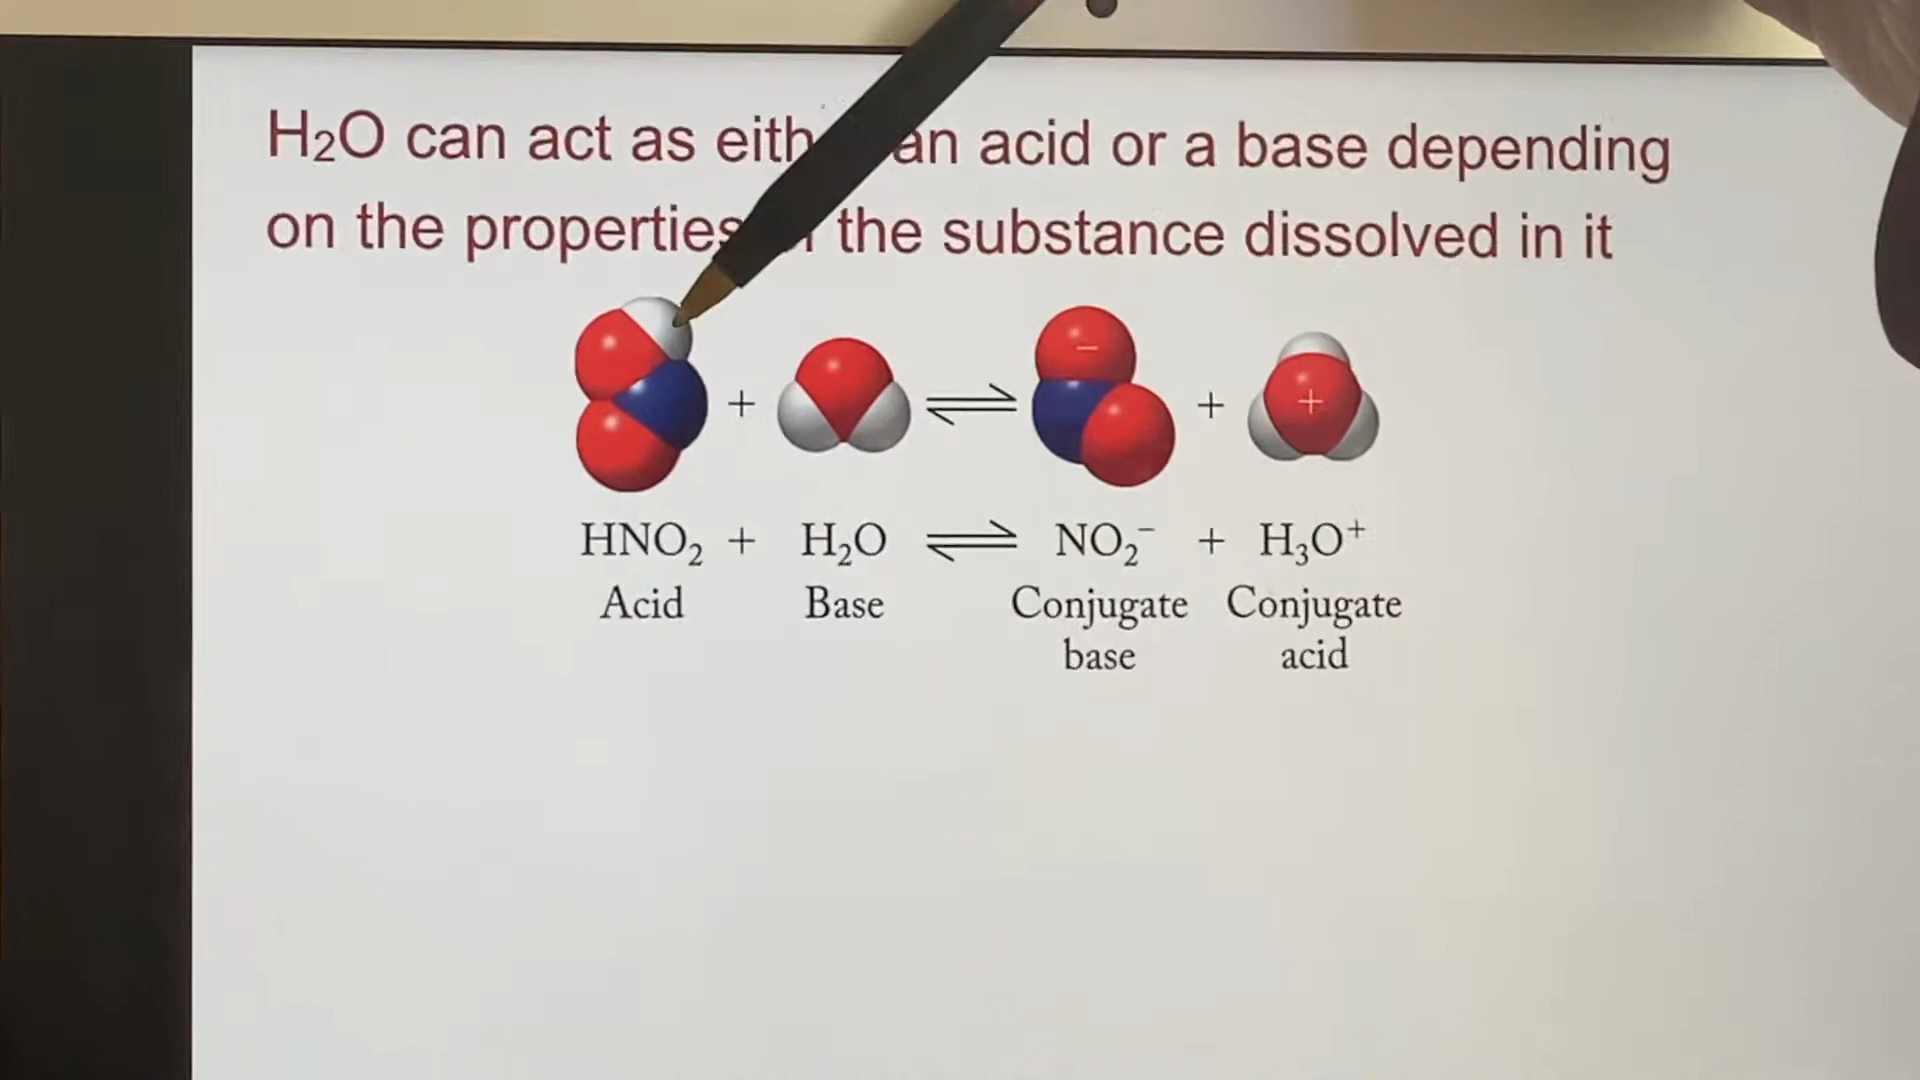 H₂O can act as eith an acid or a base depending
on the properties the substance dissolved in it
+ ⇌ − + +
HNO₂ + H₂O ⇌ NO₂⁻ + H₃O⁺
Acid Base Conjugate Conjugate
base acid